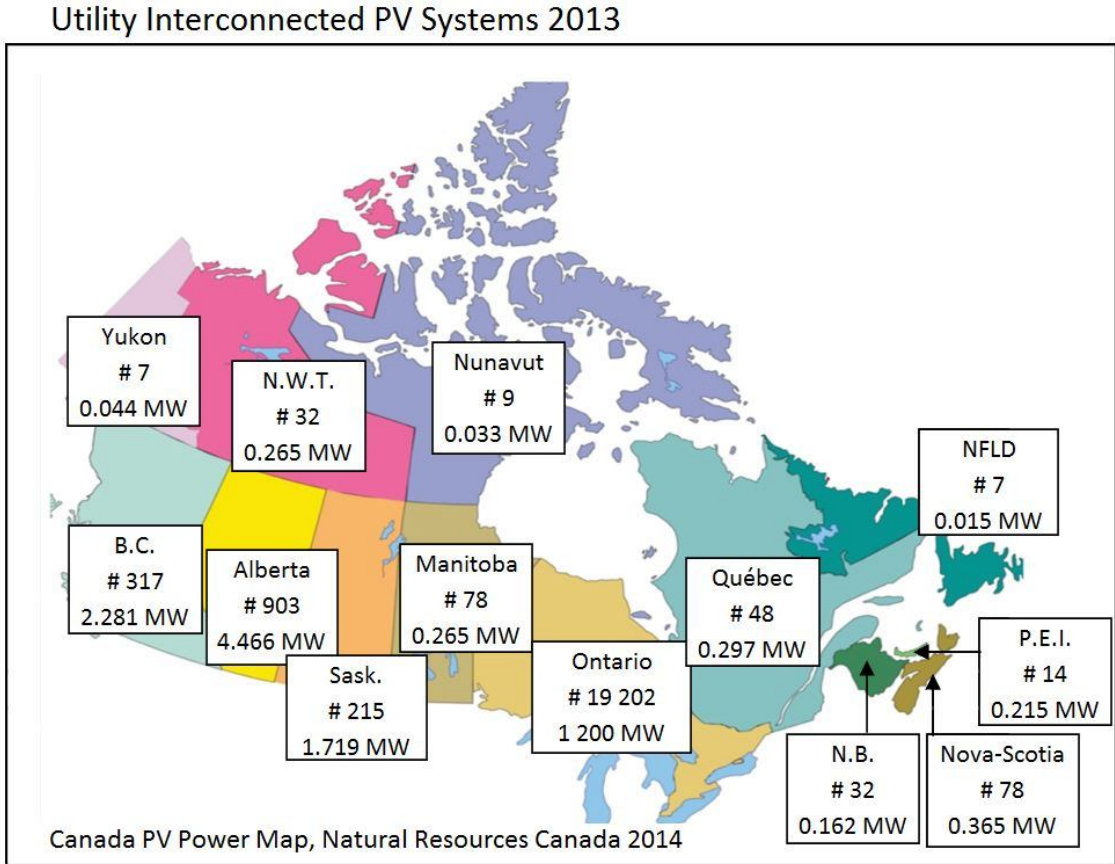 Utility Interconnected PV Systems 2013
Yukon
# 7
0.044 MW
N.W.T.
# 32
0.265 MW
Nunavut
# 9
0.033 MW
NFLD
# 7
0.015 MW
B.C.
# 317
2.281 MW
Alberta
# 903
4.466 MW
Sask.
# 215
1.719 MW
Manitoba
# 78
0.265 MW
Ontario
# 19 202
1 200 MW
Québec
# 48
0.297 MW
P.E.I.
# 14
0.215 MW
N.B.
# 32
0.162 MW
Nova-Scotia
# 78
0.365 MW
Canada PV Power Map, Natural Resources Canada 2014